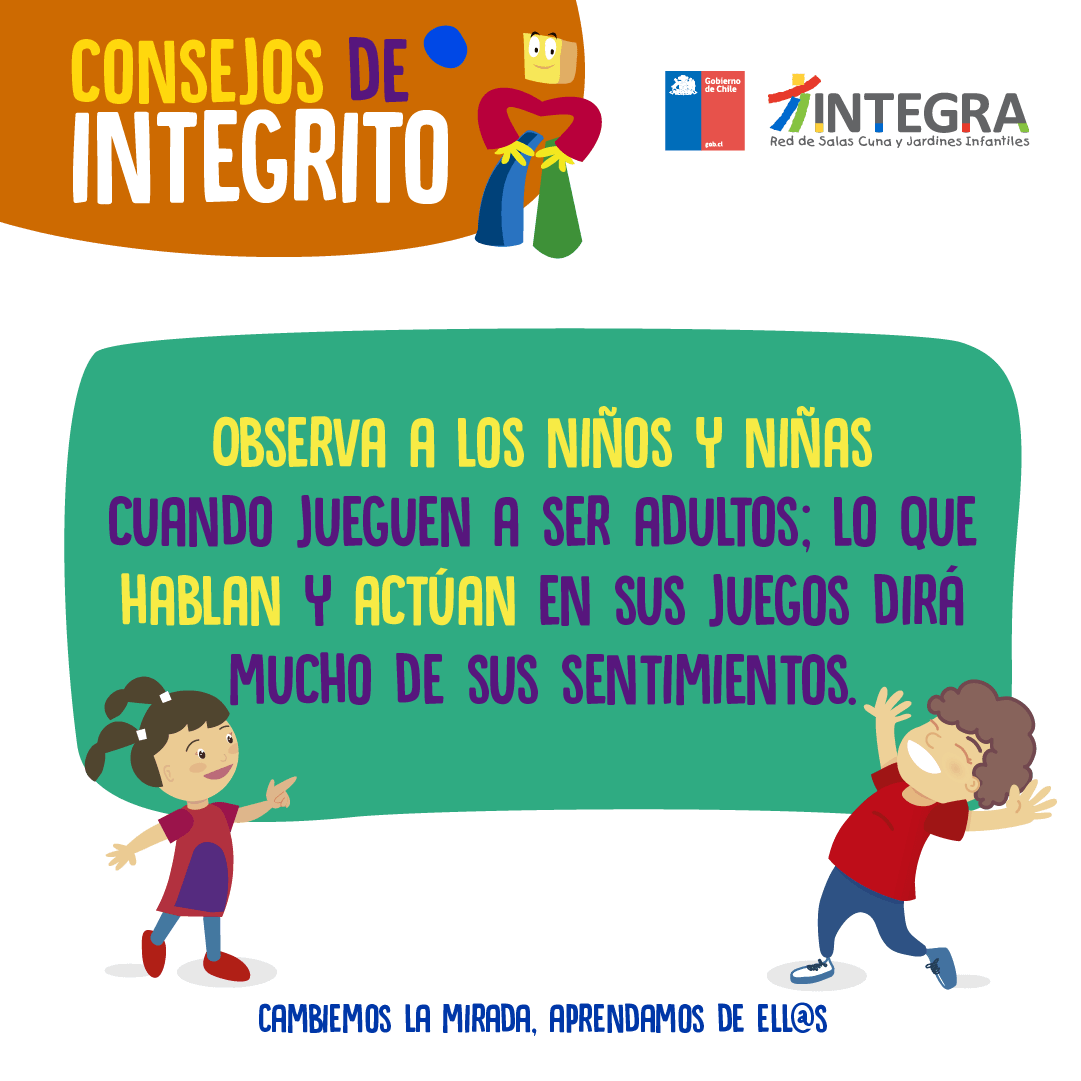 CONSEJOS DE
INTEGRITO
Gobierno
de Chile
gob.cl
INTEGRA
Red de Salas Cuna y Jardines Infantiles
OBSERVA A LOS NIÑOS Y NIÑAS
CUANDO JUEGUEN A SER ADULTOS; LO QUE
HABLAN Y ACTÚAN EN SUS JUEGOS DIRÁ
MUCHO DE SUS SENTIMIENTOS.
CAMBIEMOS LA MIRADA, APRENDAMOS DE ELL@S